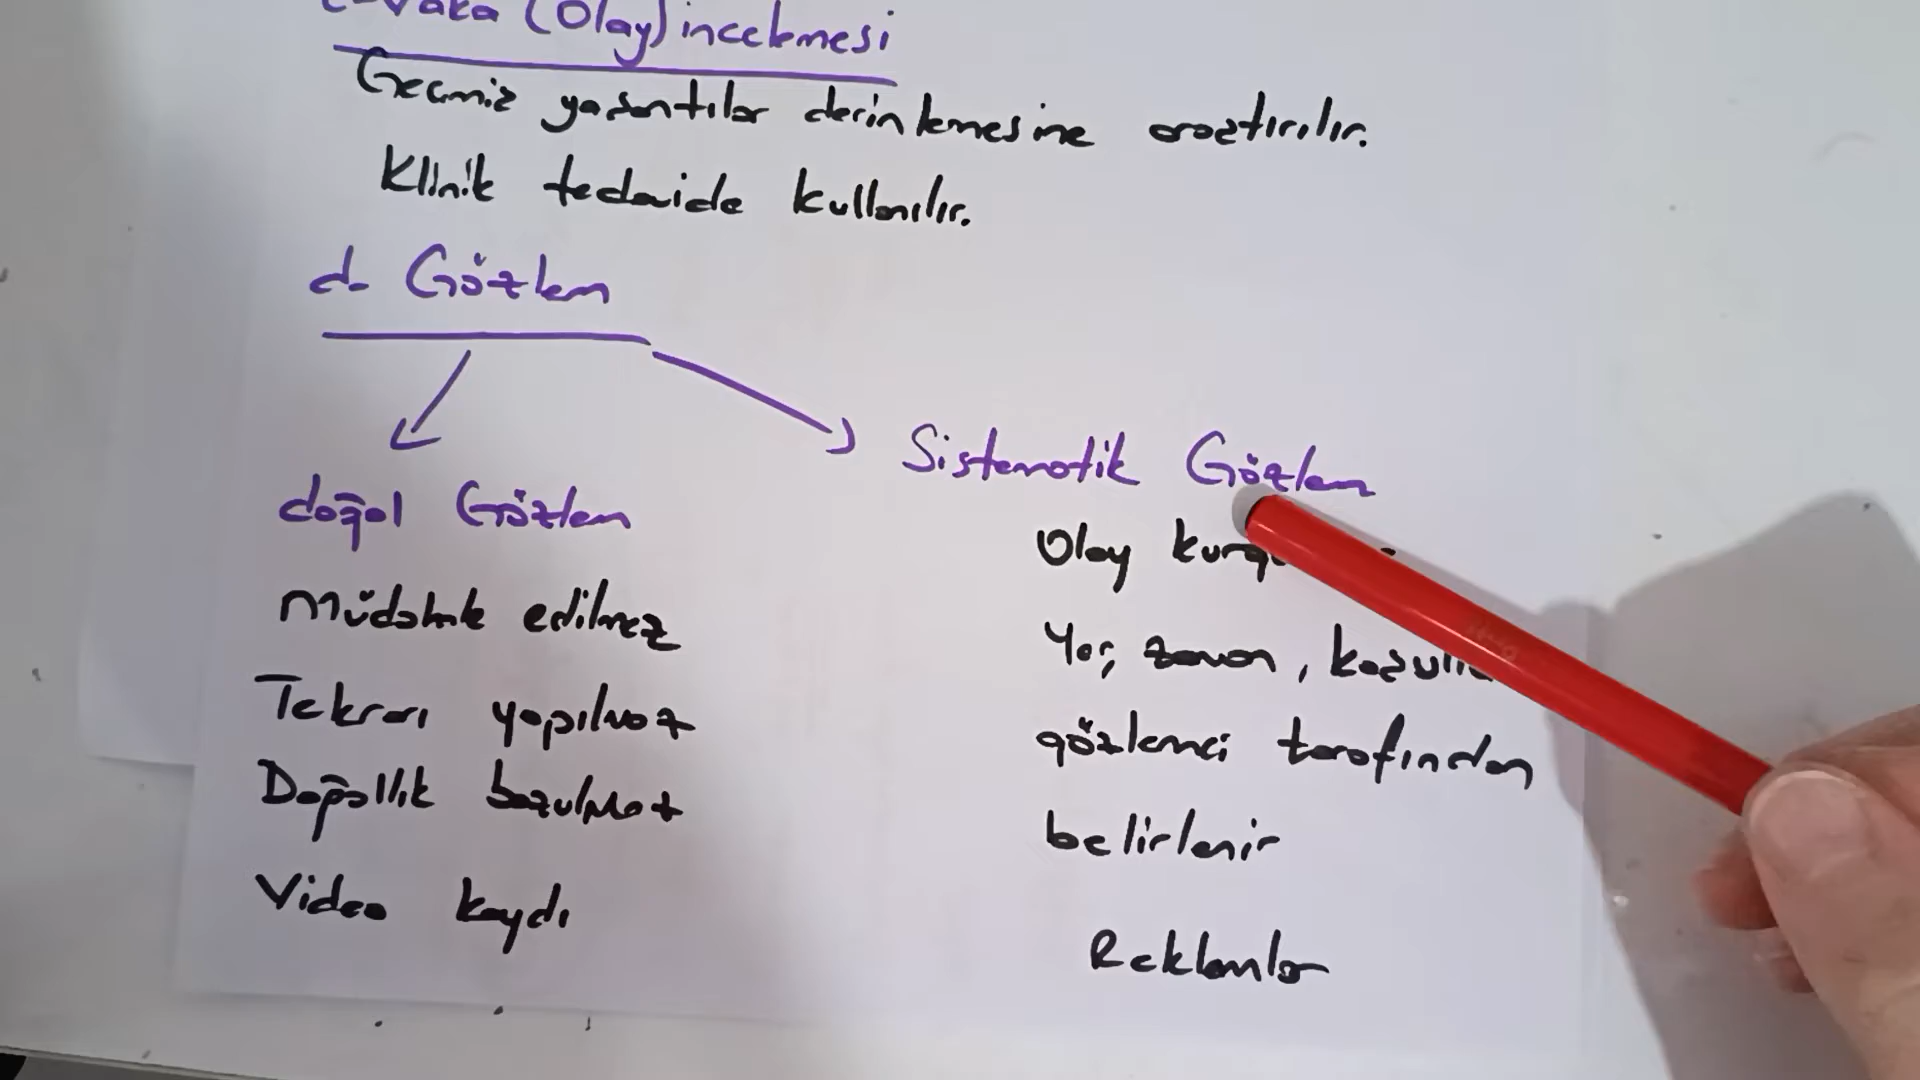 Vaka (Olay) incelemesi
Geçmiş yaşantılar derinlemesine araştırılır.
Klinik tedavide kullanılır.
d- Gözlem
doğal Gözlem
Müdahale edilmez
Tekrarı yapılmaz
Doğallık bozulmaz
Video kaydı
Sistematik Gözlem
Olay
Yer, zaman,
gözlemci tarafından
belirlenir
Reklamlar